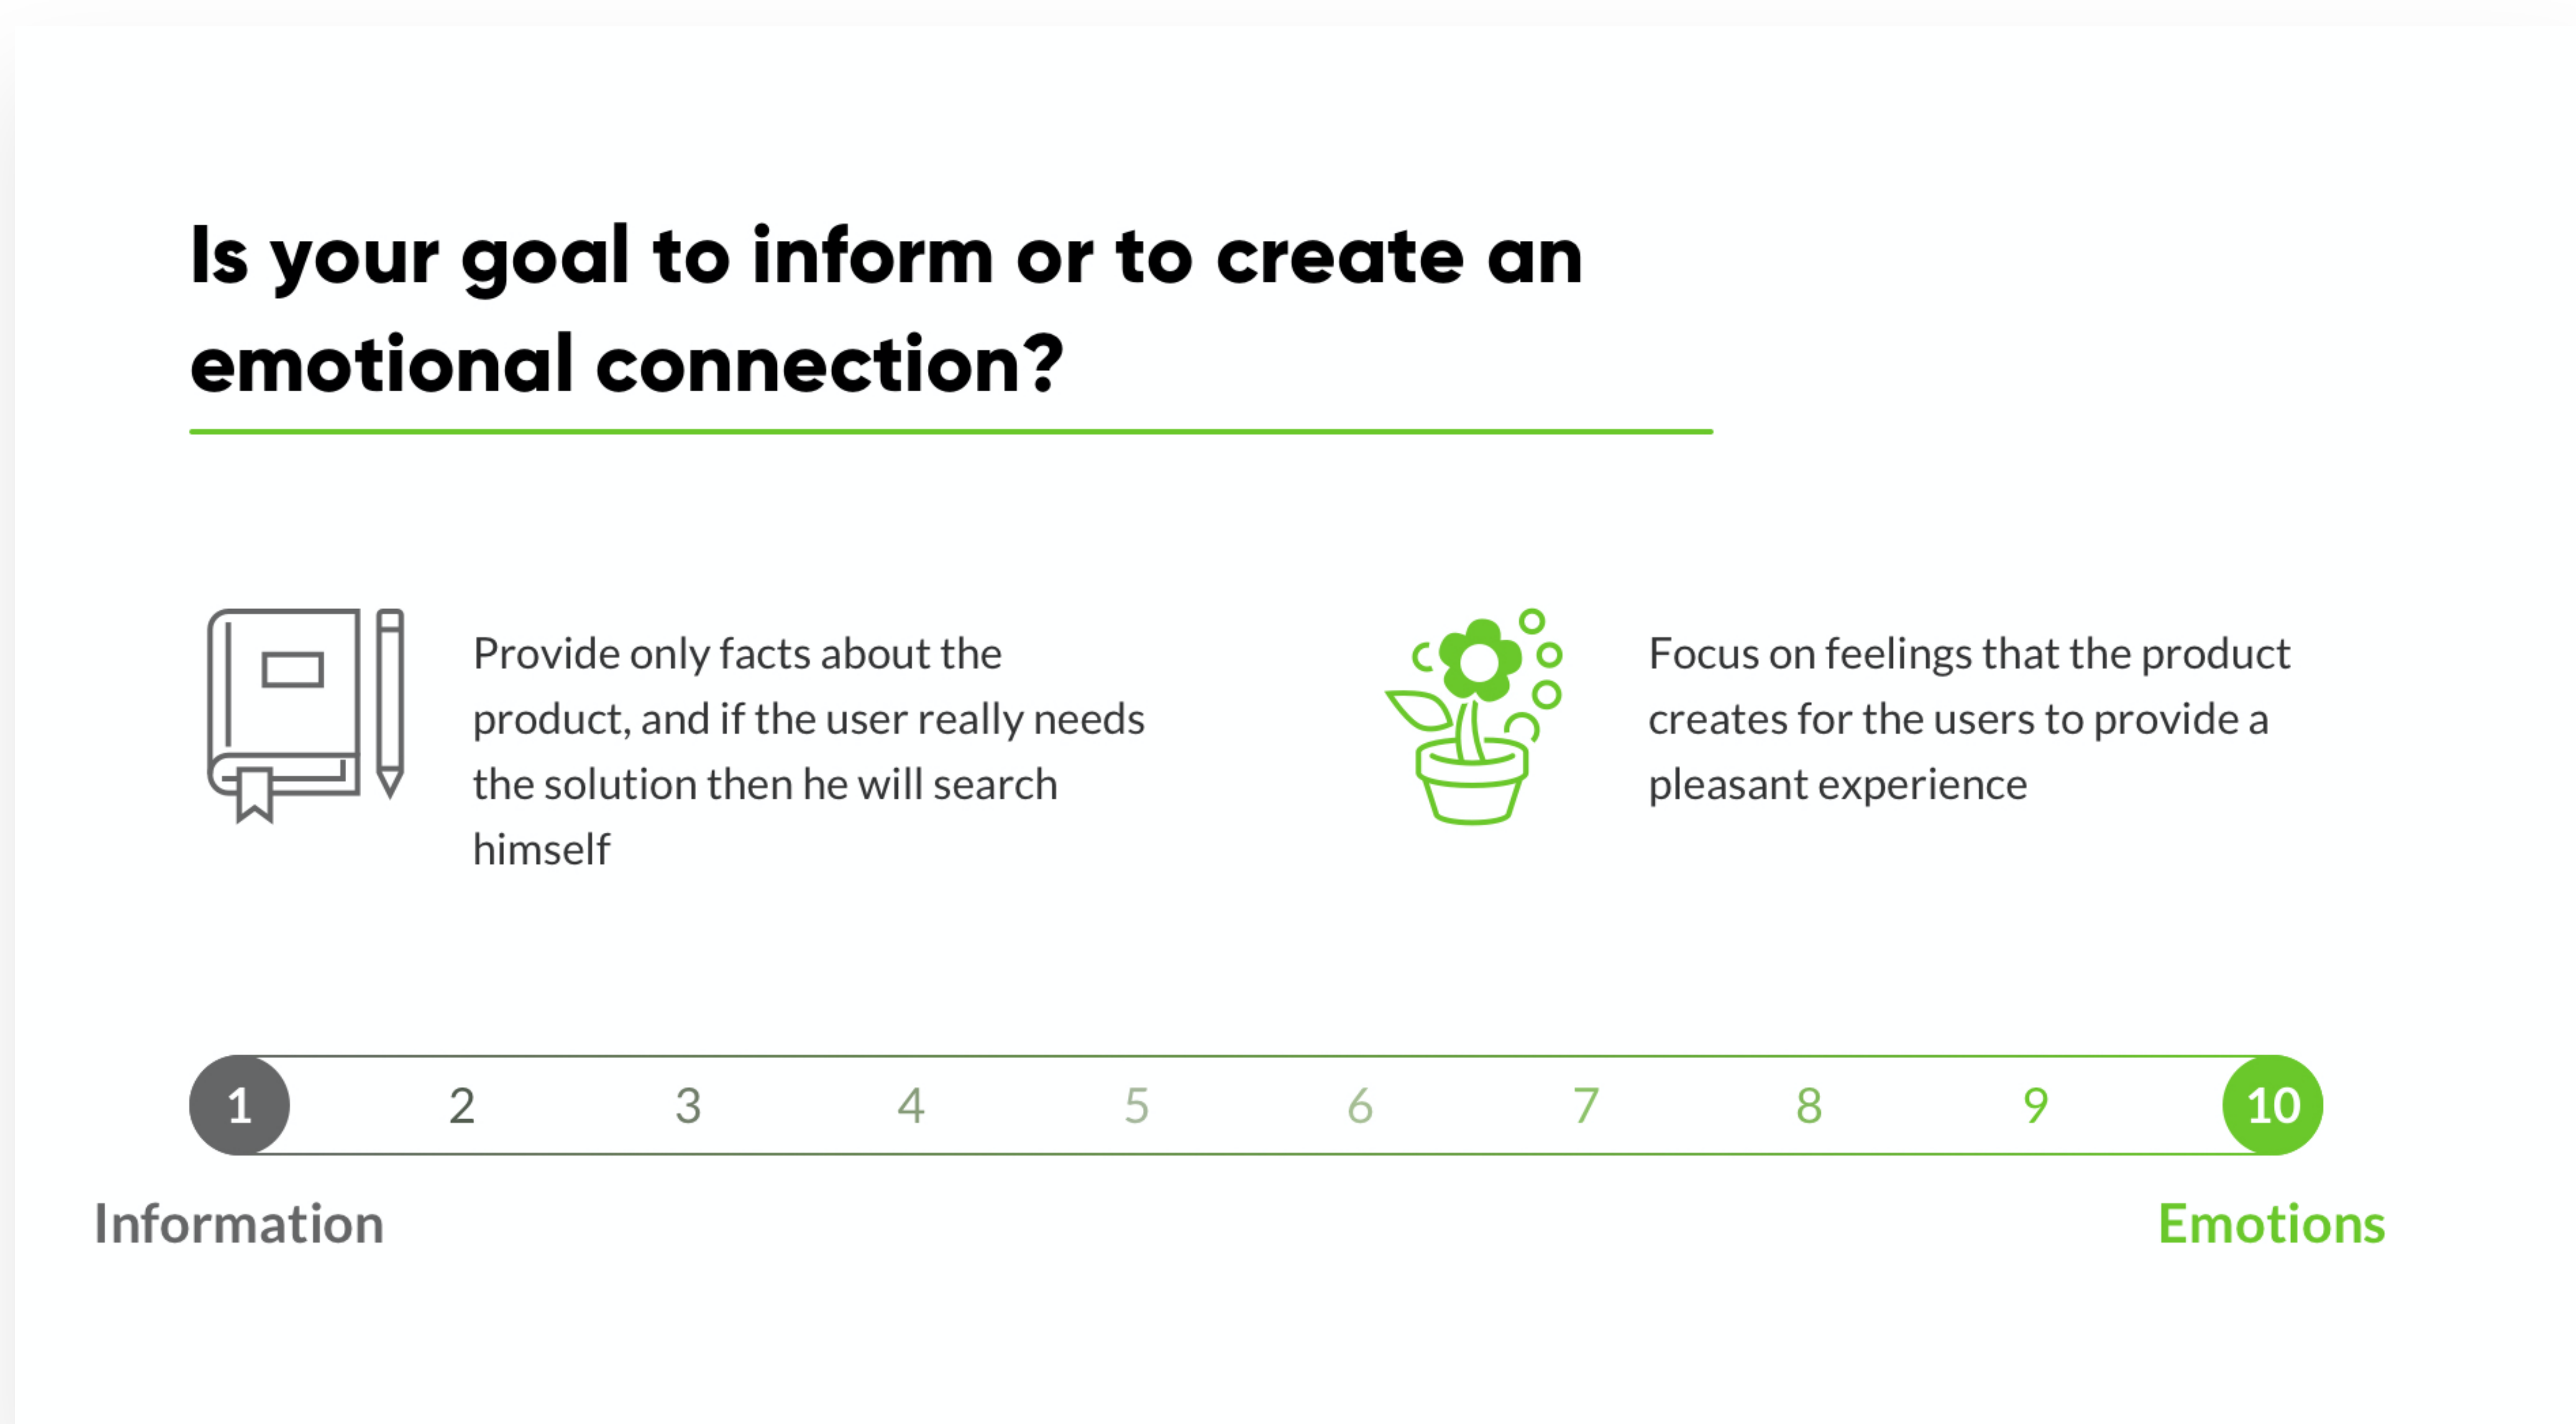 Is your goal to inform or to create an
emotional connection?
Provide only facts about the
product, and if the user really needs
the solution then he will search
himself
Focus on feelings that the product
creates for the users to provide a
pleasant experience
1 2 3 4 5 6 7 8 9 10
Information
Emotions